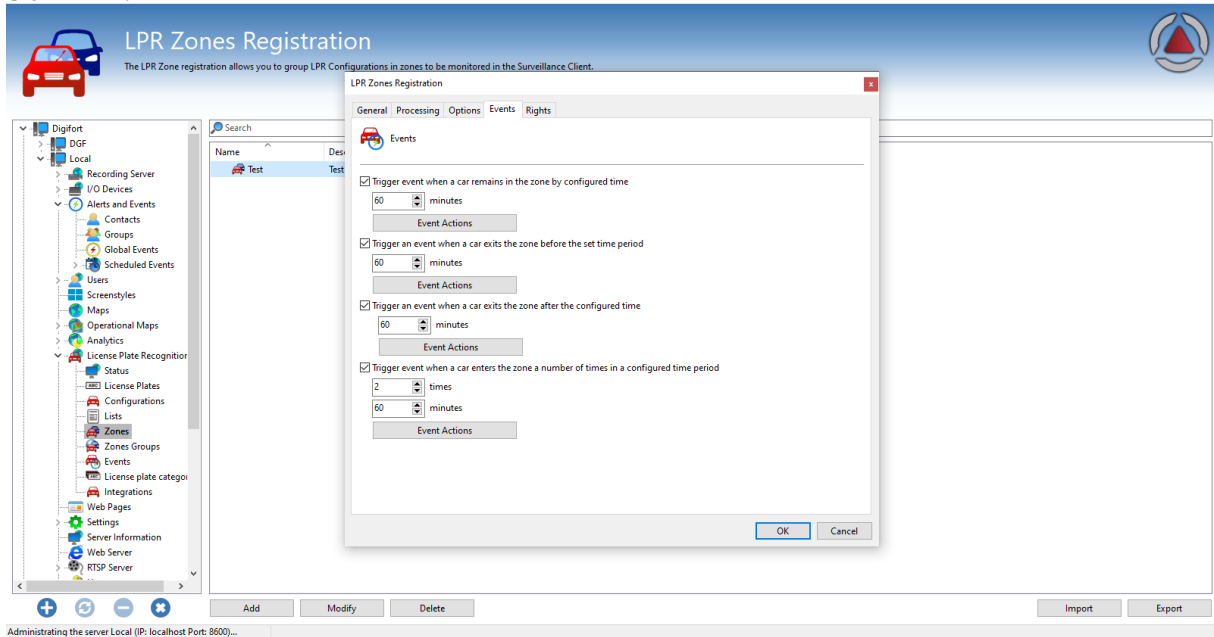 LPR Zones Registration
The LPR Zone registration allows you to group LPR Configurations in zones to be monitored in the Surveillance Client.
Digifort
DGF
Local
Recording Server
I/O Devices
Alerts and Events
Contacts
Groups
Global Events
Scheduled Events
Users
Screenstyles
Maps
Operational Maps
Analytics
License Plate Recognition
Status
ABC License Plates
Configurations
Lists
Zones
Zones Groups
Events
License plate categor
Integrations
Web Pages
Settings
Server Information
Web Server
RTSP Server
Search
Name Des
Test Test
LPR Zones Registration x
General Processing Options Events Rights
Events
Trigger event when a car remains in the zone by configured time
60 minutes
Event Actions
Trigger an event when a car exits the zone before the set time period
60 minutes
Event Actions
Trigger an event when a car exits the zone after the configured time
60 minutes
Event Actions
Trigger event when a car enters the zone a number of times in a configured time period
2 times
60 minutes
Event Actions
OK Cancel
Add Modify Delete Import Export
Administrating the server Local (IP: localhost Port: 8600)...